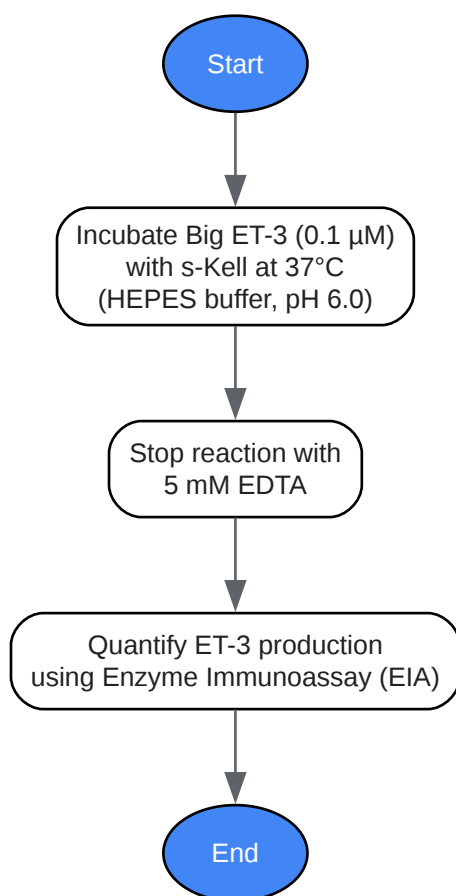 Start
Incubate Big ET-3 (0.1 µM)
with s-Kell at 37°C
(HEPES buffer, pH 6.0)
Stop reaction with
5 mM EDTA
Quantify ET-3 production
using Enzyme Immunoassay (EIA)
End